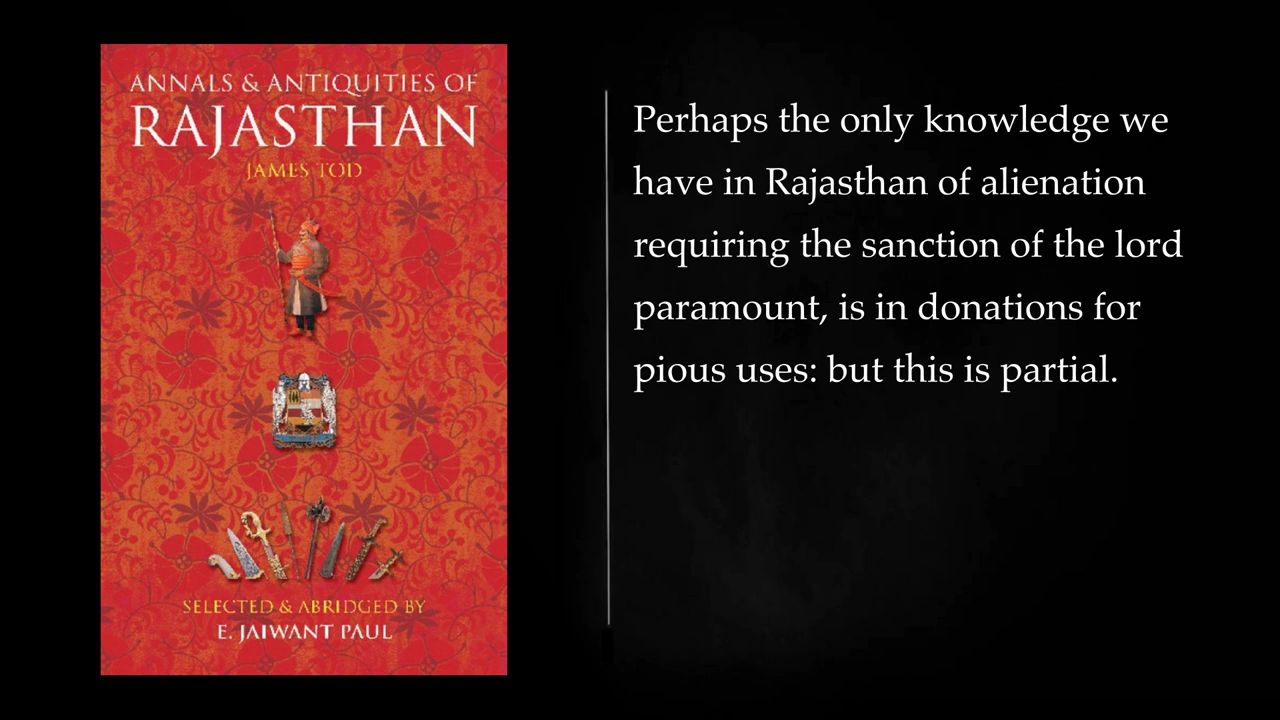 ANNALS & ANTIQUITIES OF
RAJASTHAN
JAMES TOD
SELECTED & ABRIDGED BY
E. JAIWANT PAUL
Perhaps the only knowledge we
have in Rajasthan of alienation
requiring the sanction of the lord
paramount, is in donations for
pious uses: but this is partial.